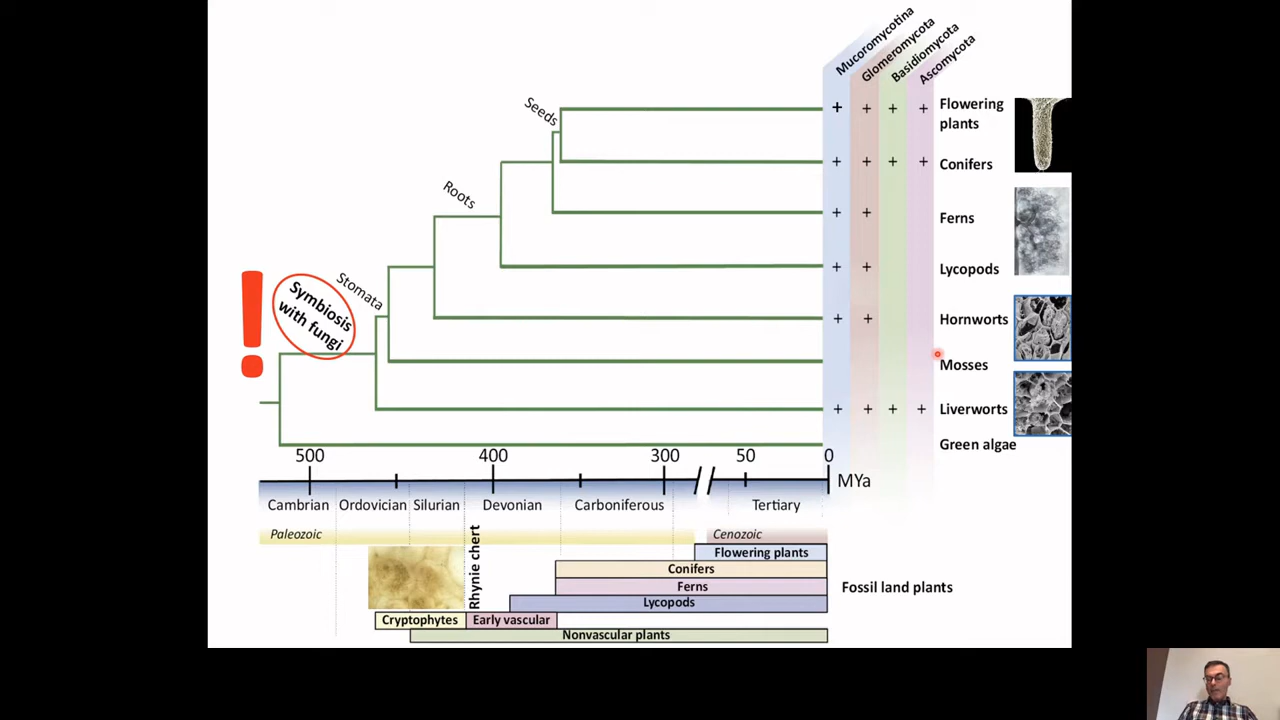 Mucoromycotina
Glomeromycota
Basidiomycota
Ascomycota
Seeds
+ + + + Flowering
plants
+ + + + Conifers
Roots
+ + Ferns
+ + Lycopods
Stomata
!
Symbiosis
with fungi
+ + Hornworts
Mosses
+ + + + Liverworts
Green algae
500 400 300 50 0
MYa
Cambrian Ordovician Silurian Devonian Carboniferous Tertiary
Paleozoic Cenozoic
Rhynie chert
Flowering plants
Conifers
Ferns
Fossil land plants
Lycopods
Cryptophytes Early vascular
Nonvascular plants